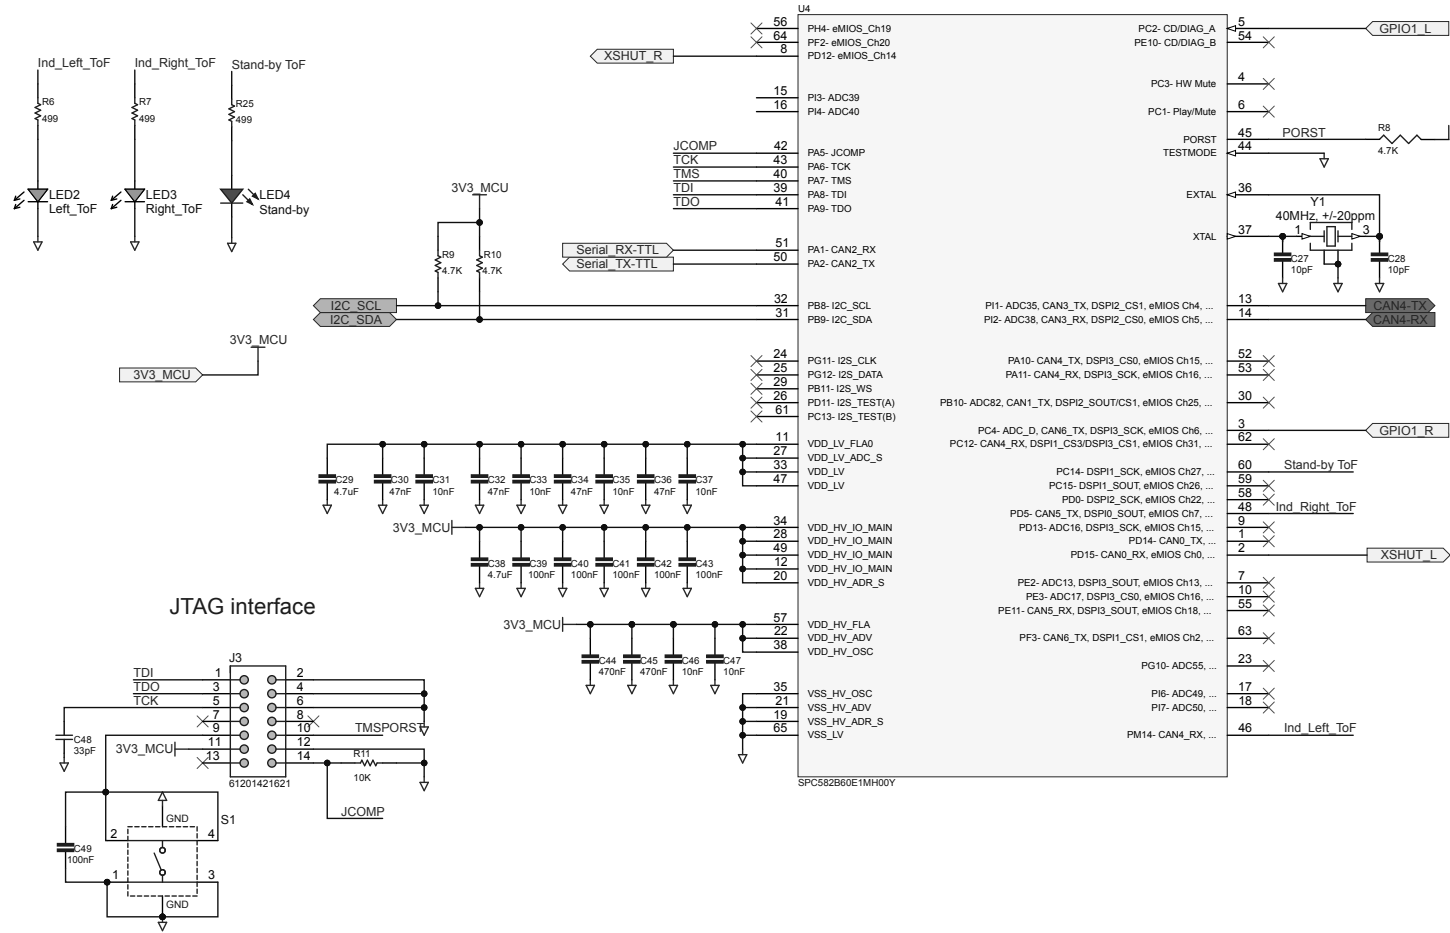 U4
56 PH4- eMIOS_Ch19
64 PF2- eMIOS_Ch20
XSHUT_R 8 PD12- eMIOS_Ch14
15 PI3- ADC39
16 PI4- ADC40
JCOMP 42 PA5- JCOMP
TCK 43 PA6- TCK
TMS 40 PA7- TMS
TDI 39 PA8- TDI
TDO 41 PA9- TDO
Serial_RX-TTL 51 PA1- CAN2_RX
Serial_TX-TTL 50 PA2- CAN2_TX
I2C_SCL 32 PB8- I2C_SCL
I2C_SDA 31 PB9- I2C_SDA
24 PG11- I2S_CLK
25 PG12- I2S_DATA
29 PB11- I2S_WS
26 PD11- I2S_TEST(A)
61 PC13- I2S_TEST(B)
11 VDD_LV_FLA0
27 VDD_LV_ADC_S
33 VDD_LV
47 VDD_LV
34 VDD_HV_IO_MAIN
28 VDD_HV_IO_MAIN
49 VDD_HV_IO_MAIN
12 VDD_HV_IO_MAIN
20 VDD_HV_ADR_S
57 VDD_HV_FLA
22 VDD_HV_ADV
38 VDD_HV_OSC
35 VSS_HV_OSC
21 VSS_HV_ADV
19 VSS_HV_ADR_S
65 VSS_LV
SPC582B60E1MH00Y
PC2- CD/DIAG_A 5 GPIO1_L
PE10- CD/DIAG_B 54
PC3- HW Mute 4
PC1- Play/Mute 6
PORST 45 PORST
R8
4.7K
TESTMODE 44
EXTAL 36
XTAL 37
Y1
40MHz, +/-20ppm
1 3
C27
10pF
C28
10pF
PI1- ADC35, CAN3_TX, DSPI2_CS1, eMIOS Ch4, ... 13 CAN4-TX
PI2- ADC38, CAN3_RX, DSPI2_CS0, eMIOS Ch5, ... 14 CAN4-RX
PA10- CAN4_TX, DSPI3_CS0, eMIOS Ch15, ... 52
PA11- CAN4_RX, DSPI3_SCK, eMIOS Ch16, ... 53
PB10- ADC82, CAN1_TX, DSPI2_SOUT/CS1, eMIOS Ch25, ... 30
PC4- ADC_D, CAN6_TX, DSPI3_SCK, eMIOS Ch6, ... 3 GPIO1_R
PC12- CAN4_RX, DSPI1_CS3/DSPI3_CS1, eMIOS Ch31, ... 62
PC14- DSPI1_SCK, eMIOS Ch27, ... 60 Stand-by ToF
PC15- DSPI1_SOUT, eMIOS Ch26, ... 59
PD0- DSPI2_SCK, eMIOS Ch22, ... 58
PD5- CAN5_TX, DSPI0_SOUT, eMIOS Ch7, ... 48 Ind_Right_ToF
PD13- ADC16, DSPI3_SCK, eMIOS Ch15, ... 9
PD14- CAN0_TX, ... 1
PD15- CAN0_RX, eMIOS Ch0, ... 2 XSHUT_L
PE2- ADC13, DSPI3_SOUT, eMIOS Ch13, ... 7
PE3- ADC17, DSPI3_CS0, eMIOS Ch16, ... 10
PE11- CAN5_RX, DSPI3_SOUT, eMIOS Ch18, ... 55
PF3- CAN6_TX, DSPI1_CS1, eMIOS Ch2, ... 63
PG10- ADC55, ... 23
PI6- ADC49, ... 17
PI7- ADC50, ... 18
PM14- CAN4_RX, ... 46 Ind_Left_ToF
Ind_Left_ToF Ind_Right_ToF Stand-by ToF
R6
499
R7
499
R25
499
LED2
Left_ToF
LED3
Right_ToF
LED4
Stand-by
3V3_MCU
R9
4.7K
R10
4.7K
3V3_MCU
3V3_MCU
C29
4.7uF
C30
47nF
C31
10nF
C32
47nF
C33
10nF
C34
47nF
C35
10nF
C36
47nF
C37
10nF
3V3_MCU
C38
4.7uF
C39
100nF
C40
100nF
C41
100nF
C42
100nF
C43
100nF
3V3_MCU
C44
470nF
C45
470nF
C46
10nF
C47
10nF
JTAG interface
J3
TDI 1 2
TDO 3 4
TCK 5 6
7 8
9 10 TMSPORST
3V3_MCU 11 12
13 14
61201421621
C48
33pF
R11
10K
JCOMP
S1
GND
2 4
C49
100nF
1 3
GND